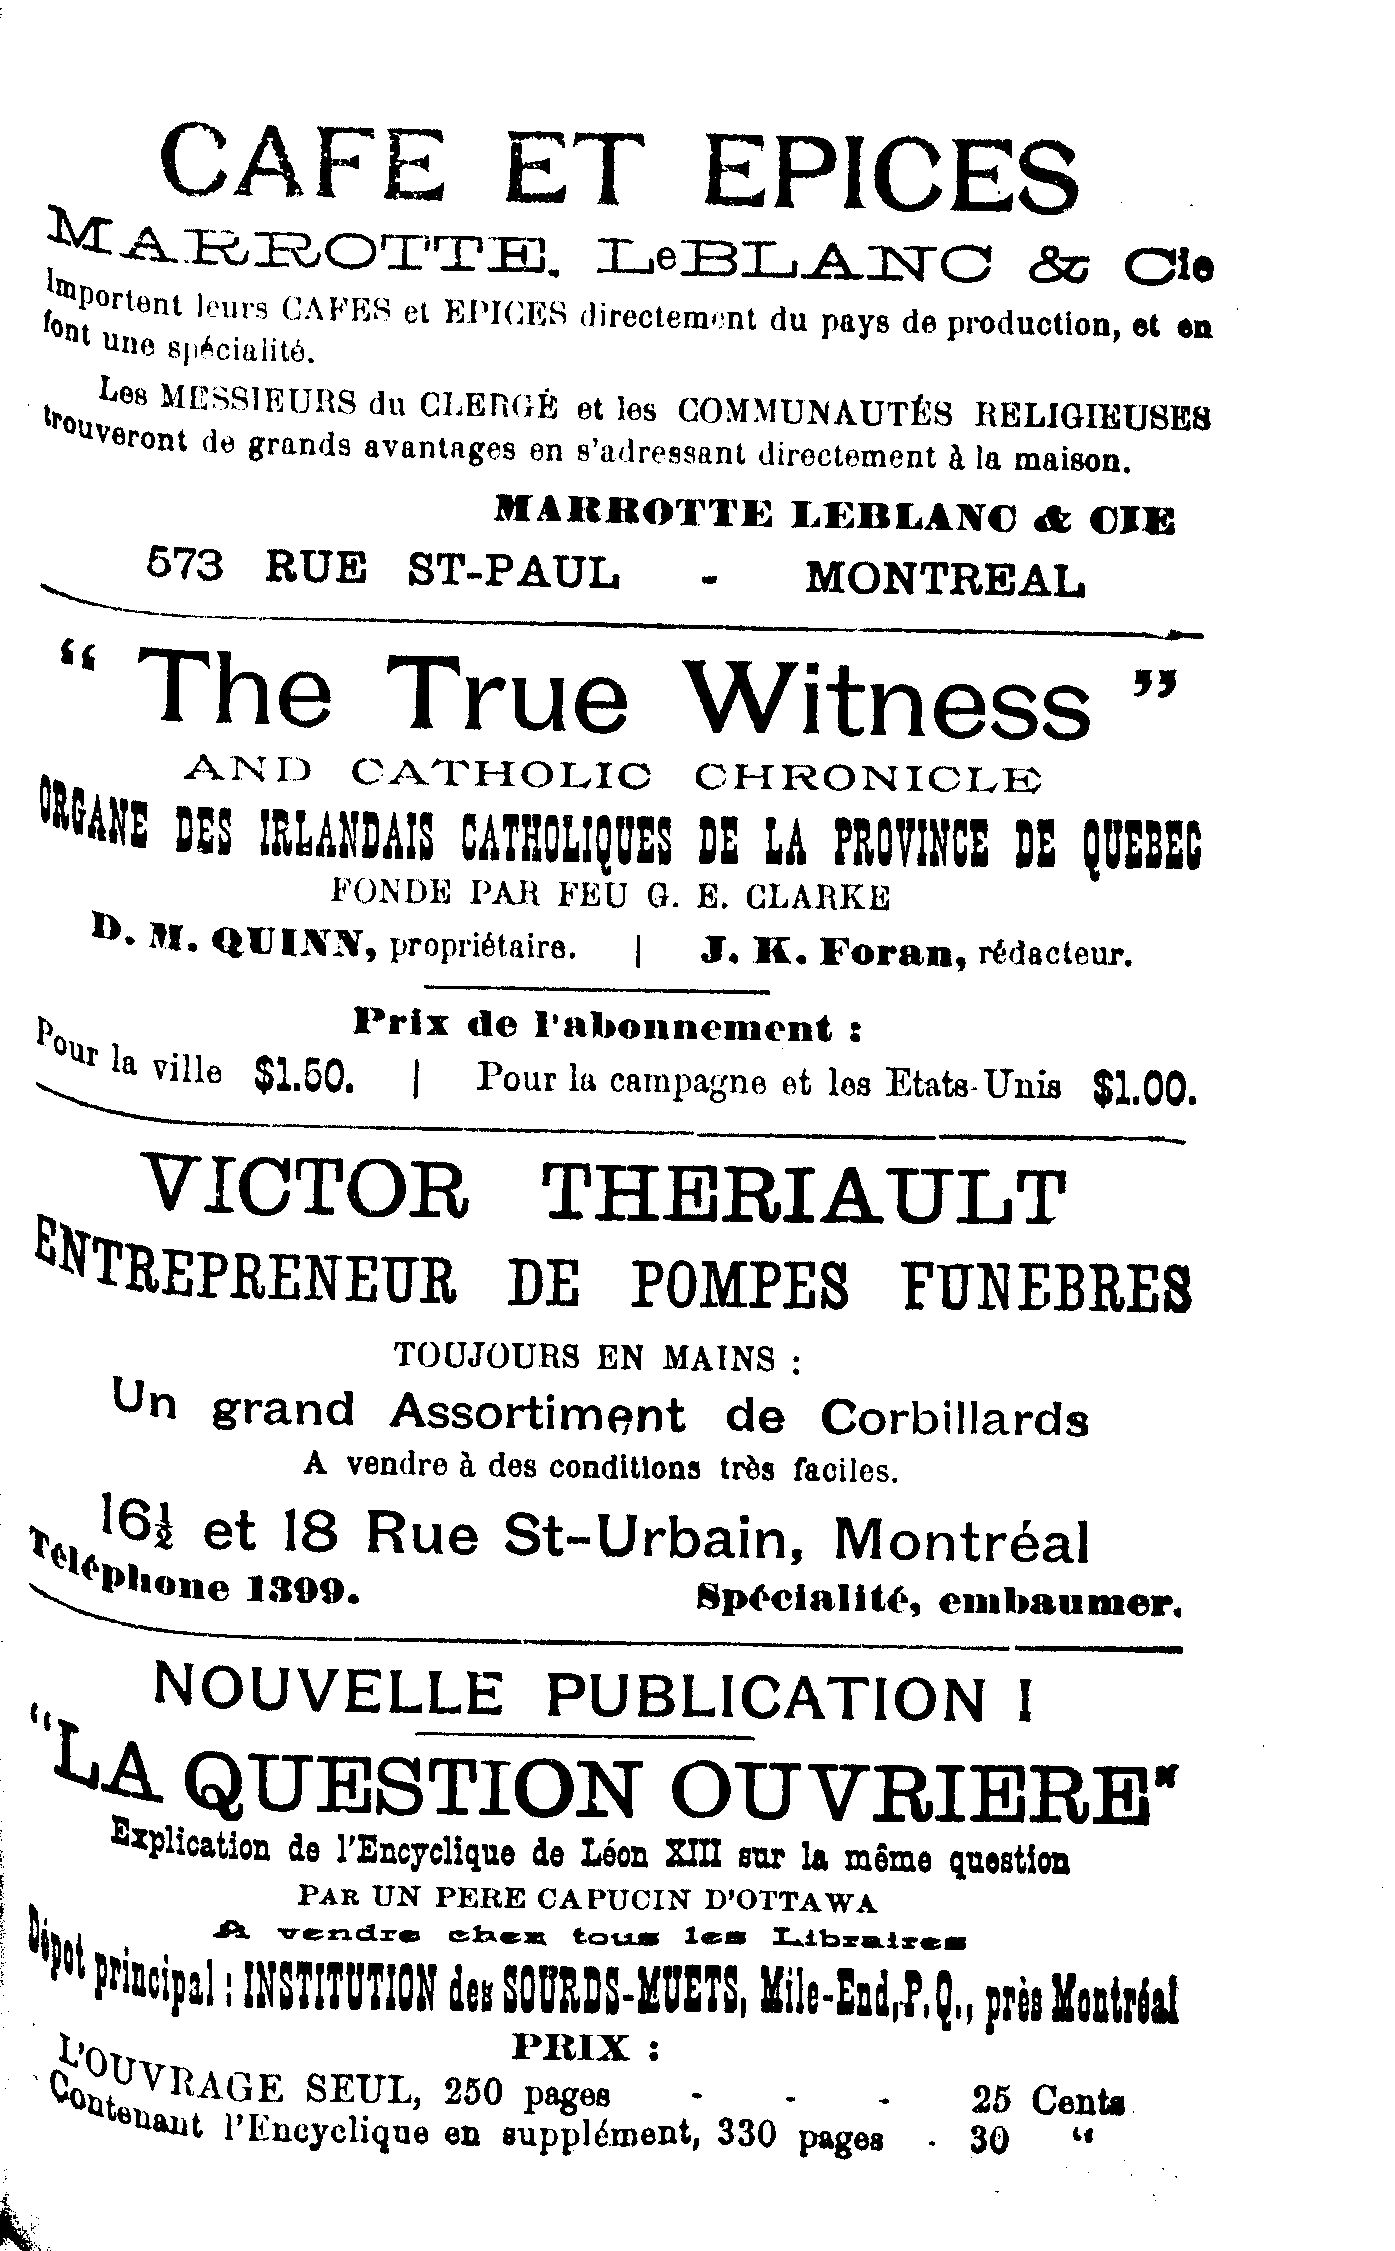 CAFE ET EPICES
MARROTTE, LeBLANC & Cie
Importent leurs CAFES et EPICES directement du pays de production, et en
font une spécialité.
Les MESSIEURS du CLERGÉ et les COMMUNAUTÉS RELIGIEUSES
trouveront de grands avantages en s'adressant directement à la maison.
MARROTTE LEBLANC & CIE
573 RUE ST-PAUL - MONTREAL
“ The True Witness ”
AND CATHOLIC CHRONICLE
ORGANE DES IRLANDAIS CATHOLIQUES DE LA PROVINCE DE QUEBEC
FONDE PAR FEU G. E. CLARKE
D. M. QUINN, propriétaire. | J. K. Foran, rédacteur.
Prix de l'abonnement :
Pour la ville $1.50. | Pour la campagne et les Etats-Unis $1.00.
VICTOR THERIAULT
ENTREPRENEUR DE POMPES FUNEBRES
TOUJOURS EN MAINS :
Un grand Assortiment de Corbillards
A vendre à des conditions très faciles.
16½ et 18 Rue St-Urbain, Montréal
Téléphone 1399. Spécialité, embaumer.
NOUVELLE PUBLICATION !
“LA QUESTION OUVRIERE”
Explication de l'Encyclique de Léon XIII sur la même question
PAR UN PERE CAPUCIN D'OTTAWA
A vendre chez tous les Libraires
Dépot principal : INSTITUTION des SOURDS-MUETS, Mile-End, P. Q., près Montréal
PRIX :
L'OUVRAGE SEUL, 250 pages - - - 25 Cents
Contenant l'Encyclique en supplément, 330 pages - 30 “